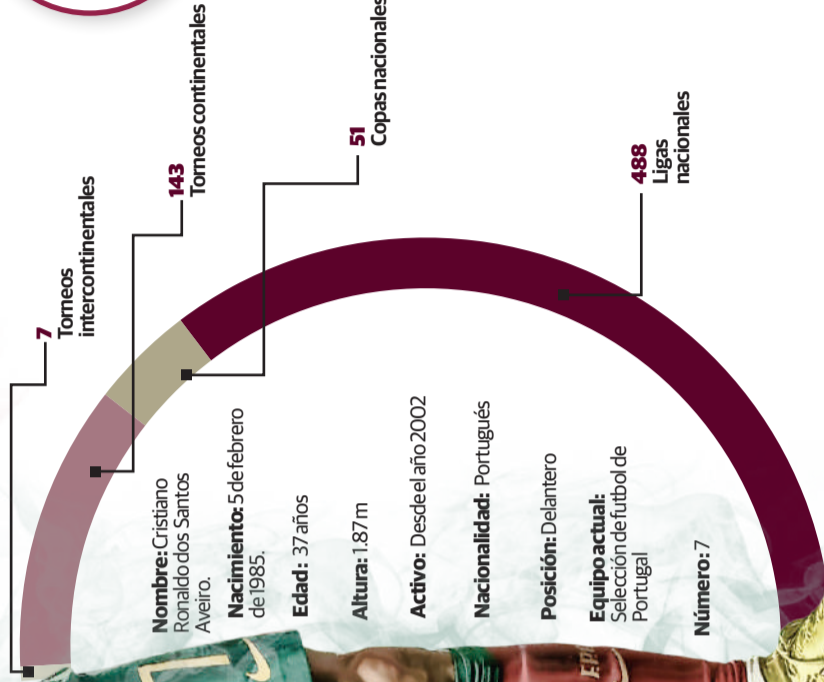 7
Torneos
intercontinentales
143
Torneos continentales
51
Copas nacionales
488
Ligas
nacionales
Nombre: Cristiano
Ronaldo dos Santos
Aveiro.
Nacimiento: 5 de febrero
de 1985.
Edad: 37 años
Altura: 1.87 m
Activo: Desde el año 2002
Nacionalidad: Portugués
Posición: Delantero
Equipo actual:
Selección de futbol de
Portugal
Número: 7